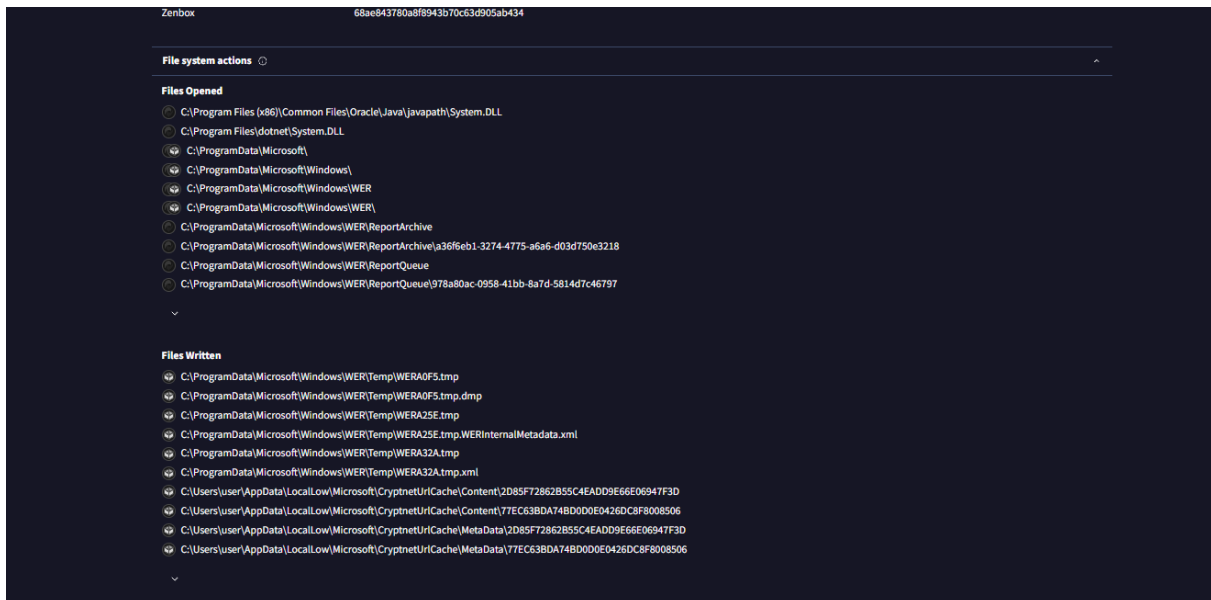 Zenbox 68ae843780a8f8943b70c63d905ab434
File system actions
Files Opened
C:\Program Files (x86)\Common Files\Oracle\Java\javapath\System.DLL
C:\Program Files\dotnet\System.DLL
C:\ProgramData\Microsoft\
C:\ProgramData\Microsoft\Windows\
C:\ProgramData\Microsoft\Windows\WER
C:\ProgramData\Microsoft\Windows\WER\
C:\ProgramData\Microsoft\Windows\WER\ReportArchive
C:\ProgramData\Microsoft\Windows\WER\ReportArchive\a36f6eb1-3274-4775-a6a6-d03d750e3218
C:\ProgramData\Microsoft\Windows\WER\ReportQueue
C:\ProgramData\Microsoft\Windows\WER\ReportQueue\978a80ac-0958-41bb-8a7d-5814d7c46797
Files Written
C:\ProgramData\Microsoft\Windows\WER\Temp\WERA0F5.tmp
C:\ProgramData\Microsoft\Windows\WER\Temp\WERA0F5.tmp.dmp
C:\ProgramData\Microsoft\Windows\WER\Temp\WERA25E.tmp
C:\ProgramData\Microsoft\Windows\WER\Temp\WERA25E.tmp.WERInternalMetadata.xml
C:\ProgramData\Microsoft\Windows\WER\Temp\WERA32A.tmp
C:\ProgramData\Microsoft\Windows\WER\Temp\WERA32A.tmp.xml
C:\Users\user\AppData\LocalLow\Microsoft\CryptnetUrlCache\Content\2D85F72862B55C4EADD9E66E06947F3D
C:\Users\user\AppData\LocalLow\Microsoft\CryptnetUrlCache\Content\77EC63BDA74BD0D0E0426DC8F8008506
C:\Users\user\AppData\LocalLow\Microsoft\CryptnetUrlCache\MetaData\2D85F72862B55C4EADD9E66E06947F3D
C:\Users\user\AppData\LocalLow\Microsoft\CryptnetUrlCache\MetaData\77EC63BDA74BD0D0E0426DC8F8008506